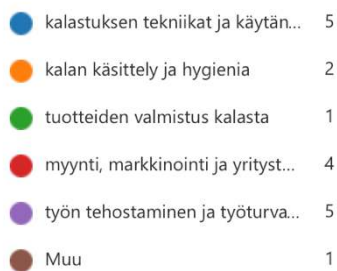 kalastuksen tekniikat ja käytän... 5
kalan käsittely ja hygienia 2
tuotteiden valmistus kalasta 1
myynti, markkinointi ja yrityst... 4
työn tehostaminen ja työturva... 5
Muu 1